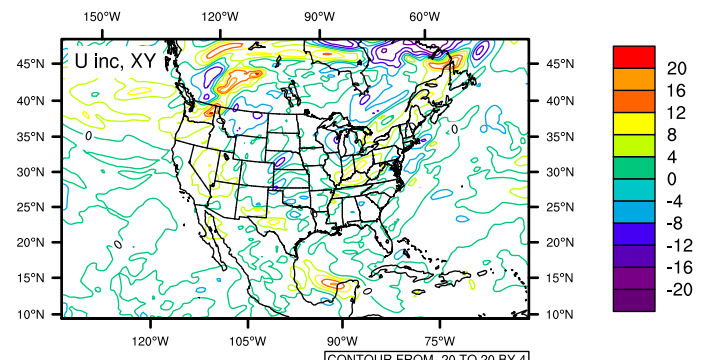 150°W 120°W 90°W 60°W
U inc, XY
45°N 45°N 20
40°N 40°N 16
35°N 35°N 12
30°N 30°N 8
25°N 25°N 4
20°N 20°N 0
15°N 15°N -4
10°N 10°N -8
-12
-16
-20
0
0
0
120°W 105°W 90°W 75°W
CONTOUR FROM -20 TO 20 BY 4